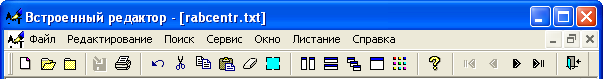 Встроенный редактор - [rabcentr.txt]
Файл Редактирование Поиск Сервис Окно Листание Справка